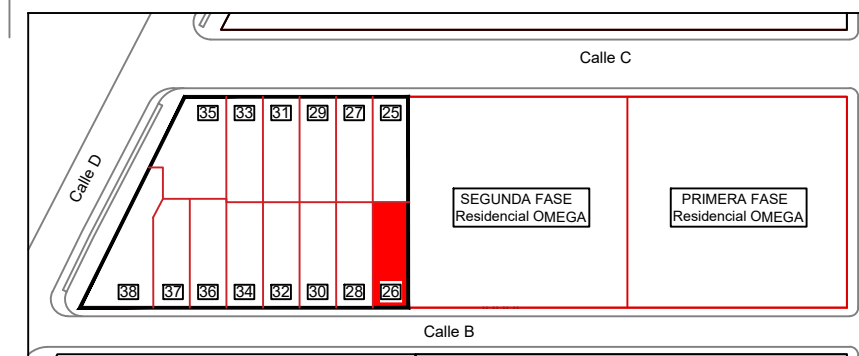 Calle C
35 33 31 29 27 25
Calle D
SEGUNDA FASE
Residencial OMEGA
PRIMERA FASE
Residencial OMEGA
38 37 36 34 32 30 28 26
Calle B